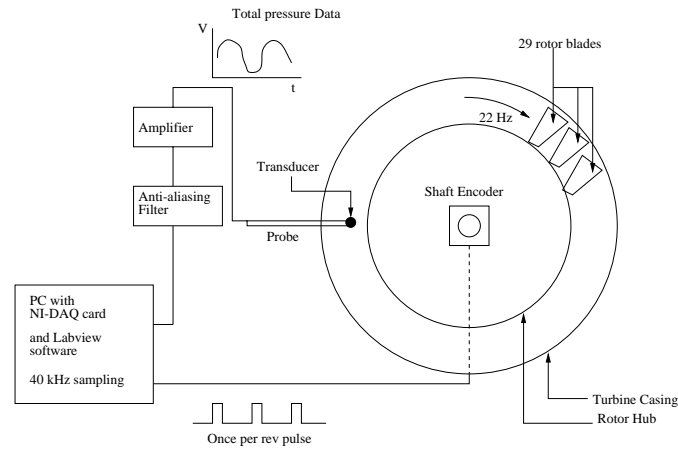 Total pressure Data
V
t
29 rotor blades
22 Hz
Amplifier
Transducer
Anti-aliasing
Filter
Shaft Encoder
Probe
PC with
NI-DAQ card
and Labview
software
40 kHz sampling
Turbine Casing
Rotor Hub
Once per rev pulse